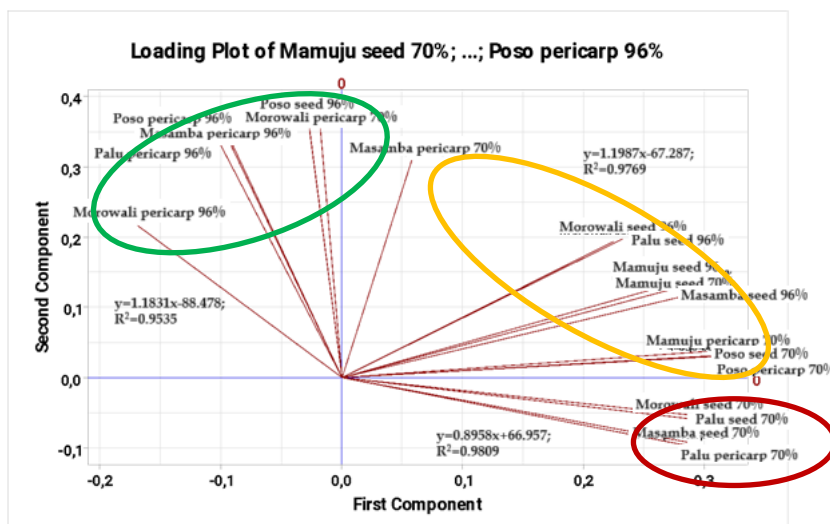 Loading Plot of Mamuju seed 70%; ...; Poso pericarp 96%
0
0,4
Poso seed 96%
Poso pericarp 96%
Morowali pericarp 70%
Masamba pericarp 96%
Masamba pericarp 70%
Palu pericarp 96%
y=1.1987x-67.287;
R²=0.9769
0,3
Morowali pericarp 96%
0,2
Morowali seed 96%
Palu seed 96%
Mamuju seed 96%
Mamuju seed 70%
Masamba seed 96%
y=1.1831x-88.478;
R²=0.9535
0,1
Mamuju pericarp 70%
Poso seed 70%
Poso pericarp 70%
0,0
0
Morowali seed 70%
Palu seed 70%
Masamba seed 70%
Palu pericarp 70%
y=0.8958x+66.957;
R²=0.9809
-0,1
Second Component
-0,2
-0,1
0,0
0,1
0,2
0,3
First Component